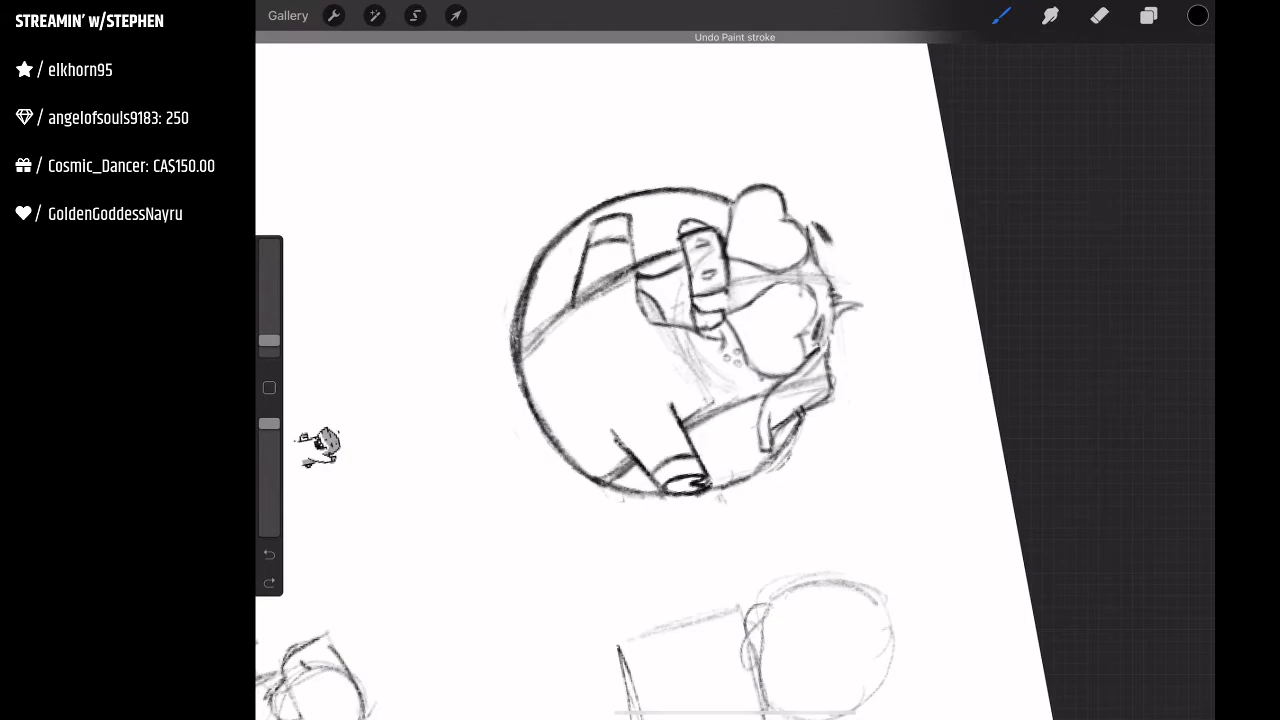 STREAMIN' w/STEPHEN
/ elkhorn95
/ angelofsouls9183: 250
/ Cosmic_Dancer: CA$150.00
/ GoldenGoddessNayru
Gallery
Undo Paint stroke